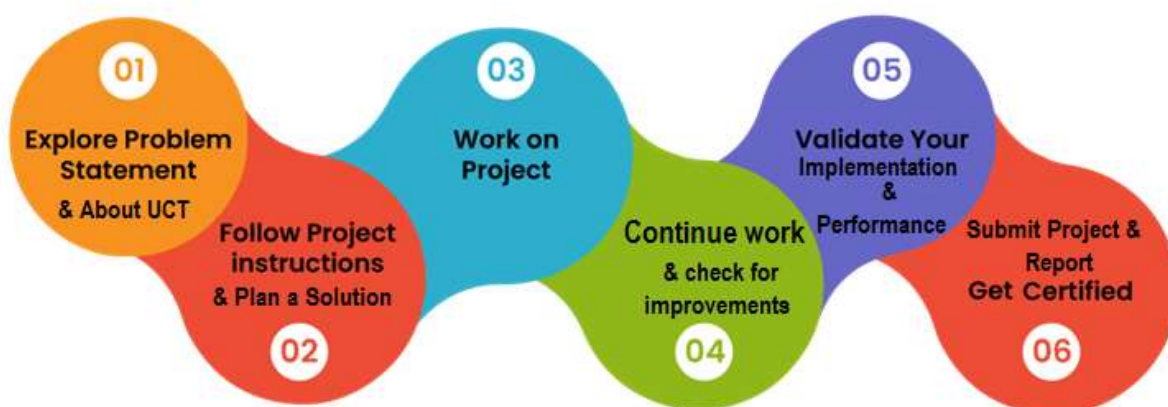 01
Explore Problem
Statement
& About UCT
Follow Project
instructions
& Plan a Solution
02
03
Work on
Project
Continue work
& check for
improvements
04
05
Validate Your
Implementation
&
Performance
Submit Project &
Report
Get Certified
06